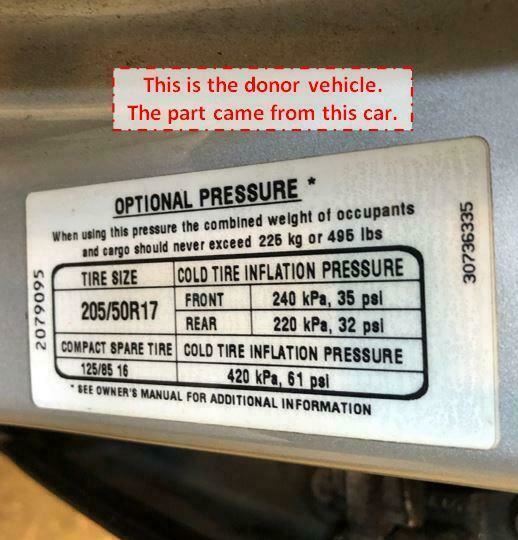 This is the donor vehicle.
The part came from this car.
OPTIONAL PRESSURE *
When using this pressure the combined weight of occupants
and cargo should never exceed 225 kg or 495 lbs
TIRE SIZE COLD TIRE INFLATION PRESSURE
205/50R17 FRONT 240 kPa, 35 psi
REAR 220 kPa, 32 psi
COMPACT SPARE TIRE COLD TIRE INFLATION PRESSURE
125/85 16 420 kPa, 61 psi
* SEE OWNER'S MANUAL FOR ADDITIONAL INFORMATION
2079095
30736335